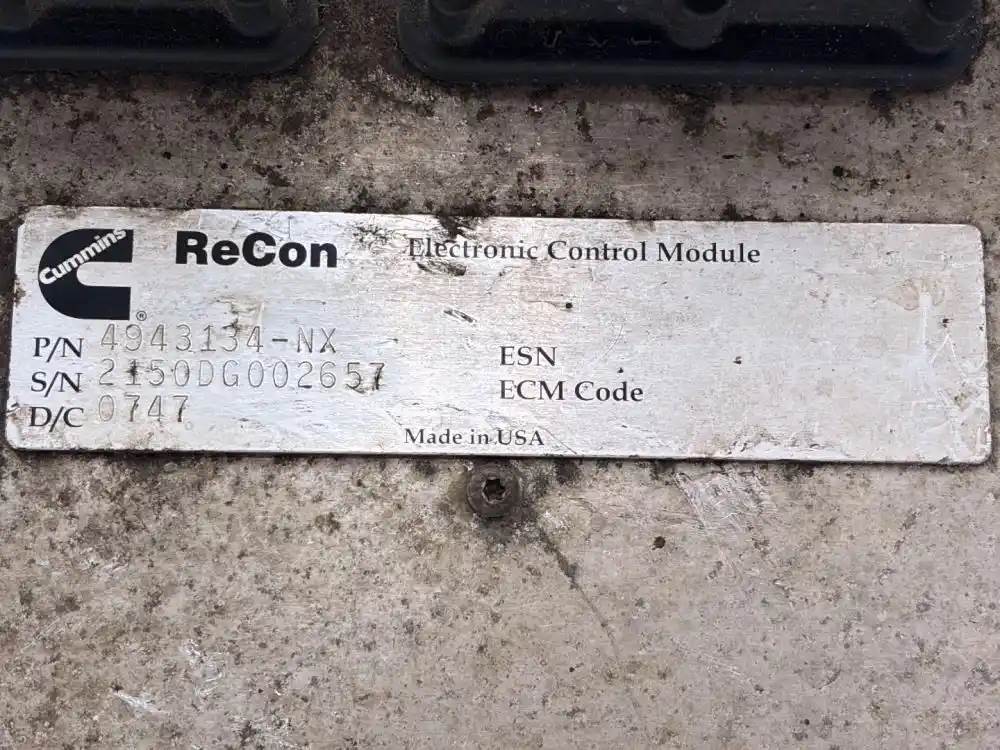 Cummins ®
ReCon Electronic Control Module
P/N 4943134-NX
S/N 2150DG002657
D/C 0747
ESN
ECM Code
Made in USA